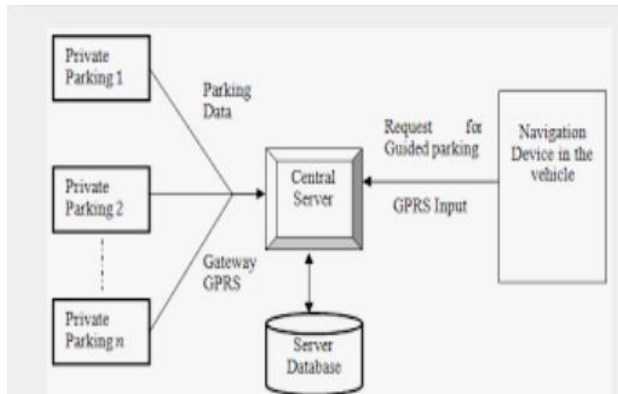 Private
Parking 1
Parking
Data
Private
Parking 2
Gateway
GPRS
Private
Parking n
Central
Server
Server
Database
Request for
Guided parking
GPRS Input
Navigation
Device in the
vehicle